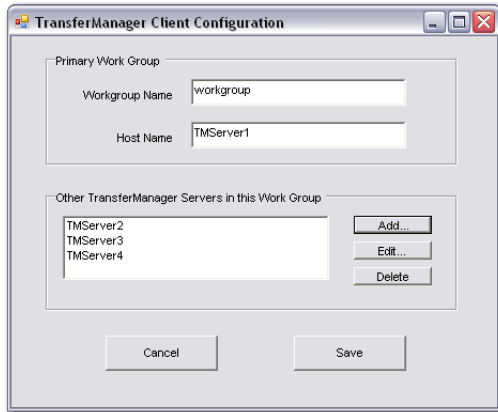 TransferManager Client Configuration
Primary Work Group
Workgroup Name
workgroup
Host Name
TMServer1
Other TransferManager Servers in this Work Group
TMServer2
TMServer3
TMServer4
Add...
Edit...
Delete
Cancel
Save